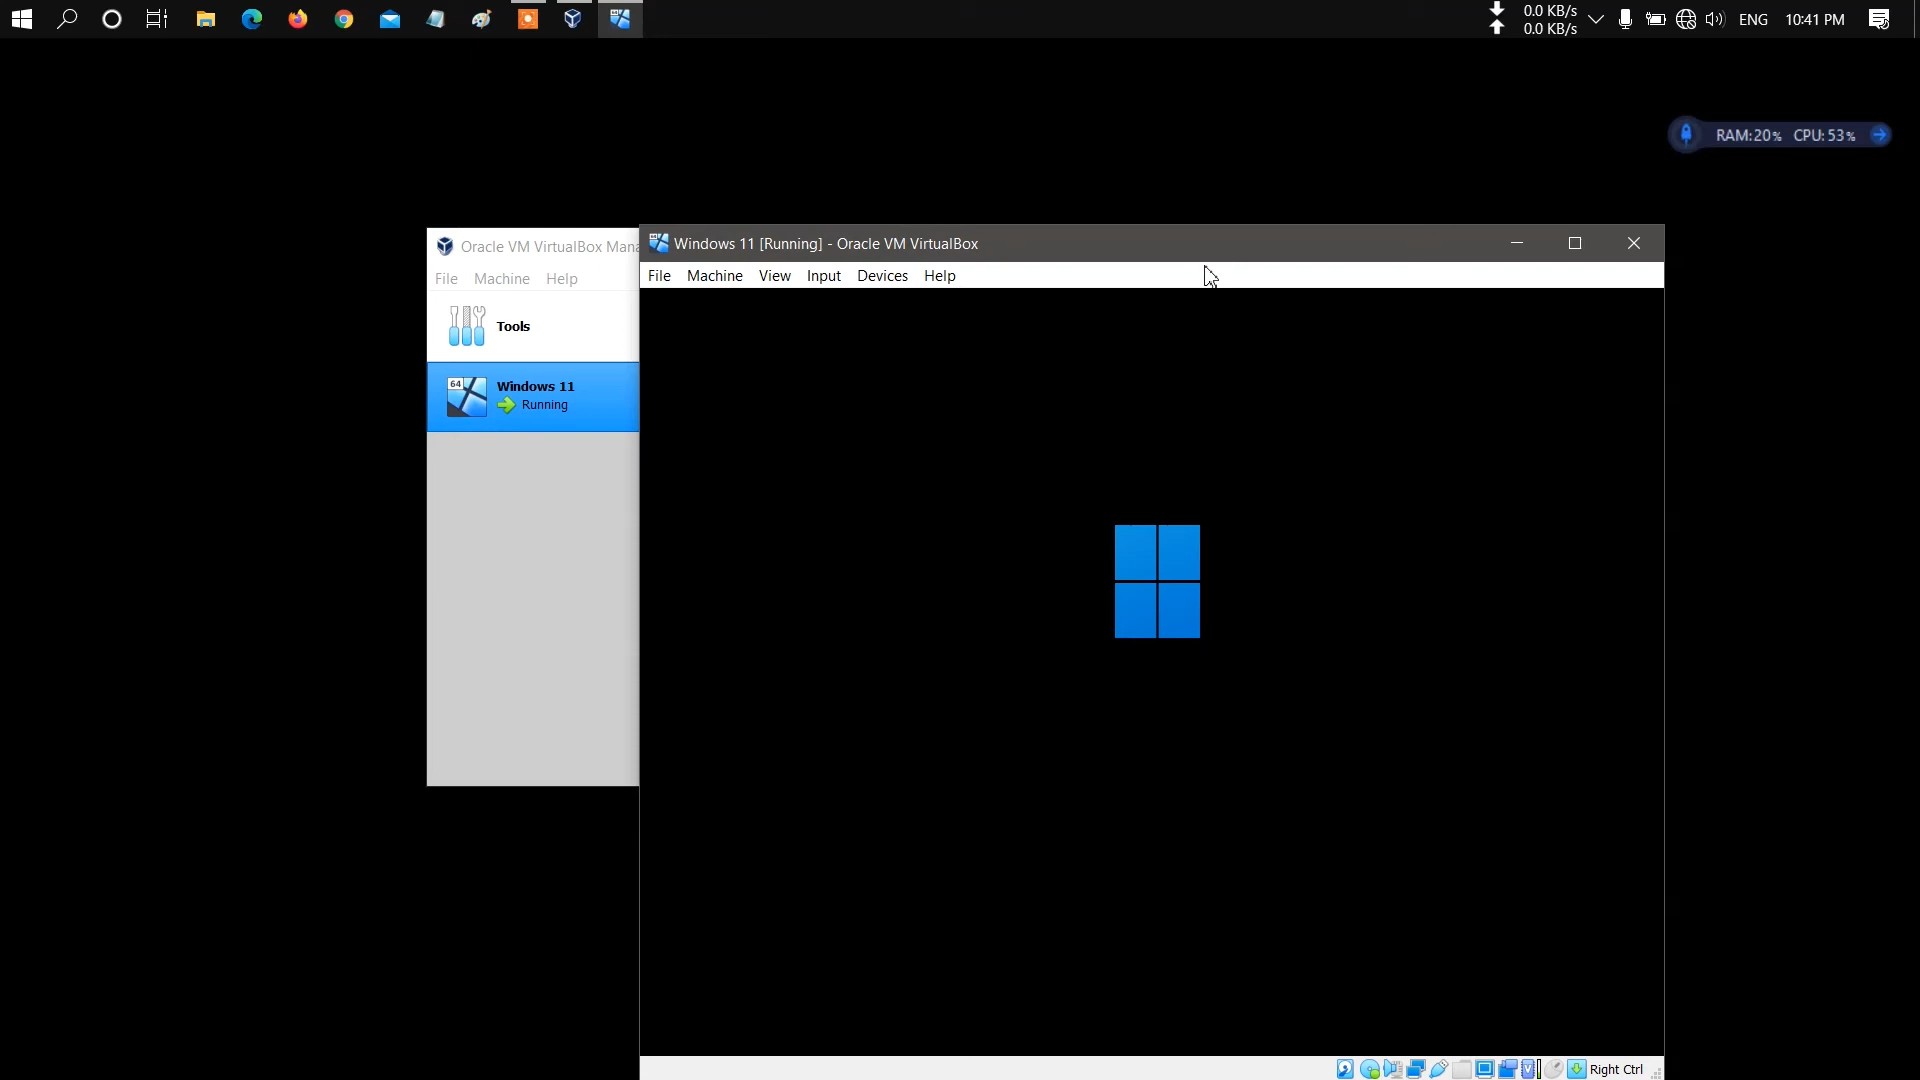 0.0 KB/s
0.0 KB/s
ENG
10:41 PM
RAM:20% CPU:53%
Oracle VM VirtualBox Mana
File Machine Help
Tools
64
Windows 11
Running
Windows 11 [Running] - Oracle VM VirtualBox
File Machine View Input Devices Help
Right Ctrl